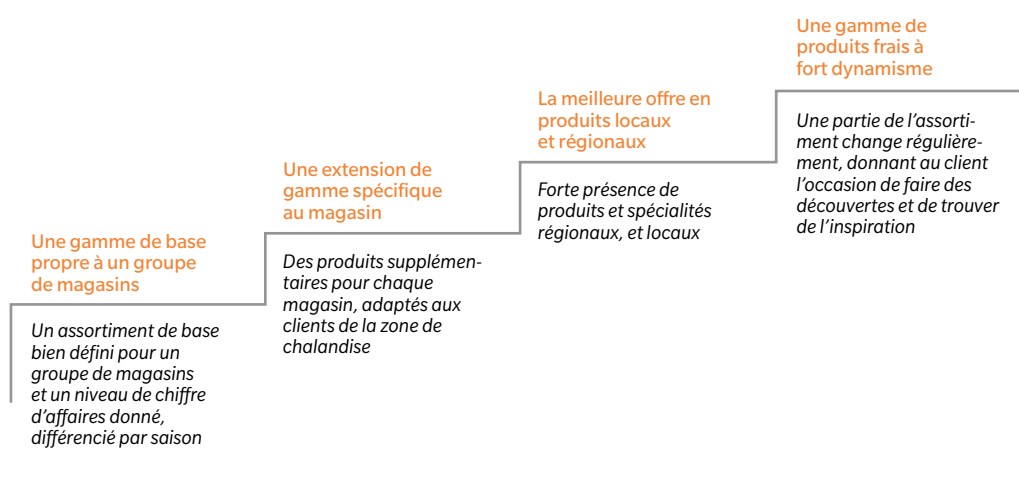 Une gamme de base
propre à un groupe
de magasins
Un assortiment de base
bien défini pour un
groupe de magasins
et un niveau de chiffre
d’affaires donné,
différencié par saison
Une extension de
gamme spécifique
au magasin
Des produits supplémen-
taires pour chaque
magasin, adaptés aux
clients de la zone de
chalandise
La meilleure offre en
produits locaux
et régionaux
Forte présence de
produits et spécialités
régionaux, et locaux
Une gamme de
produits frais à
fort dynamisme
Une partie de l’assorti-
ment change régulière-
ment, donnant au client
l’occasion de faire des
découvertes et de trouver
de l’inspiration